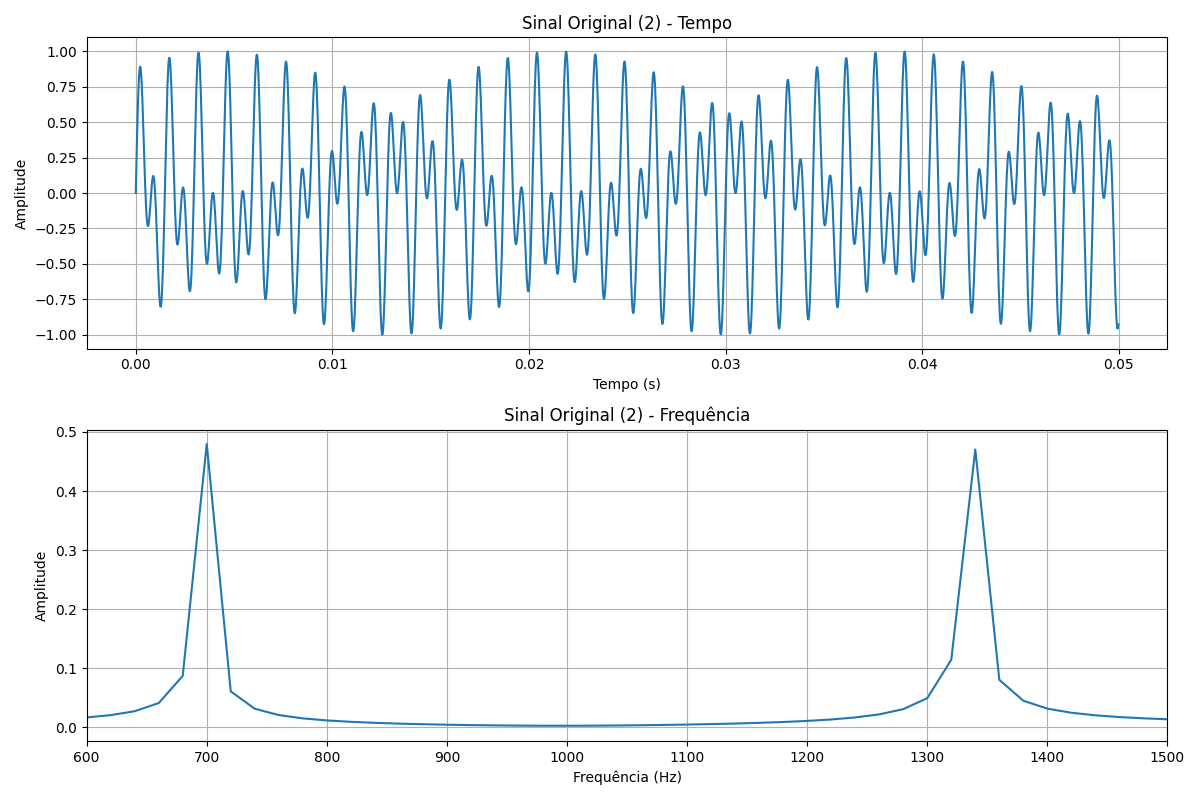 Sinal Original (2) - Tempo
1.00
0.75
0.50
0.25
0.00
−0.25
−0.50
−0.75
−1.00
Amplitude
0.00 0.01 0.02 0.03 0.04 0.05
Tempo (s)
Sinal Original (2) - Frequência
0.5
0.4
0.3
0.2
0.1
0.0
Amplitude
600 700 800 900 1000 1100 1200 1300 1400 1500
Frequência (Hz)